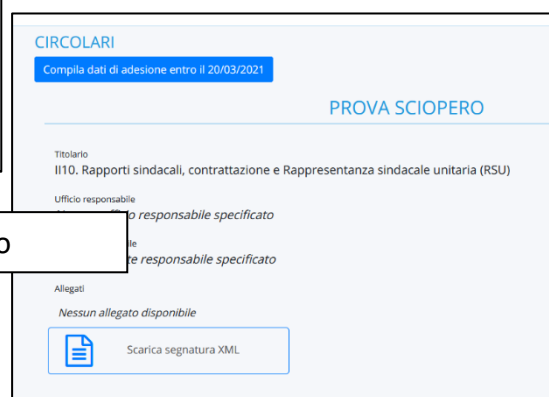 CIRCOLARI
Compila dati di adesione entro il 20/03/2021
PROVA SCIOPERO
Titolario
II10. Rapporti sindacali, contrattazione e Rappresentanza sindacale unitaria (RSU)
Ufficio responsabile
responsabile specificato
o
responsabile specificato
Allegati
Nessun allegato disponibile
Scarica segnatura XML